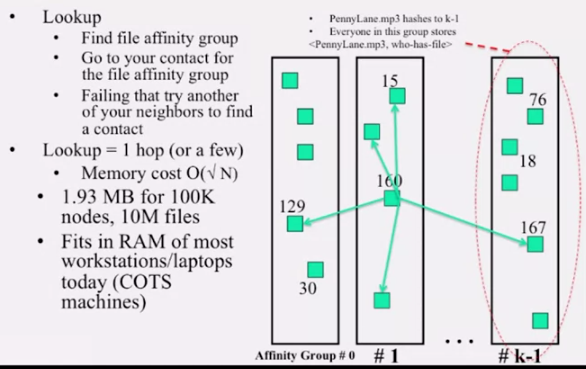 • Lookup
• Find file affinity group
• Go to your contact for
the file affinity group
• Failing that try another
of your neighbors to find
a contact
• Lookup = 1 hop (or a few)
• Memory cost O(√ N)
• 1.93 MB for 100K
nodes, 10M files
• Fits in RAM of most
workstations/laptops
today (COTS
machines)
• PennyLane.mp3 hashes to k-1
• Everyone in this group stores
<PennyLane.mp3, who-has-file>
15
76
18
160
129
167
30
Affinity Group # 0
# 1
...
# k-1